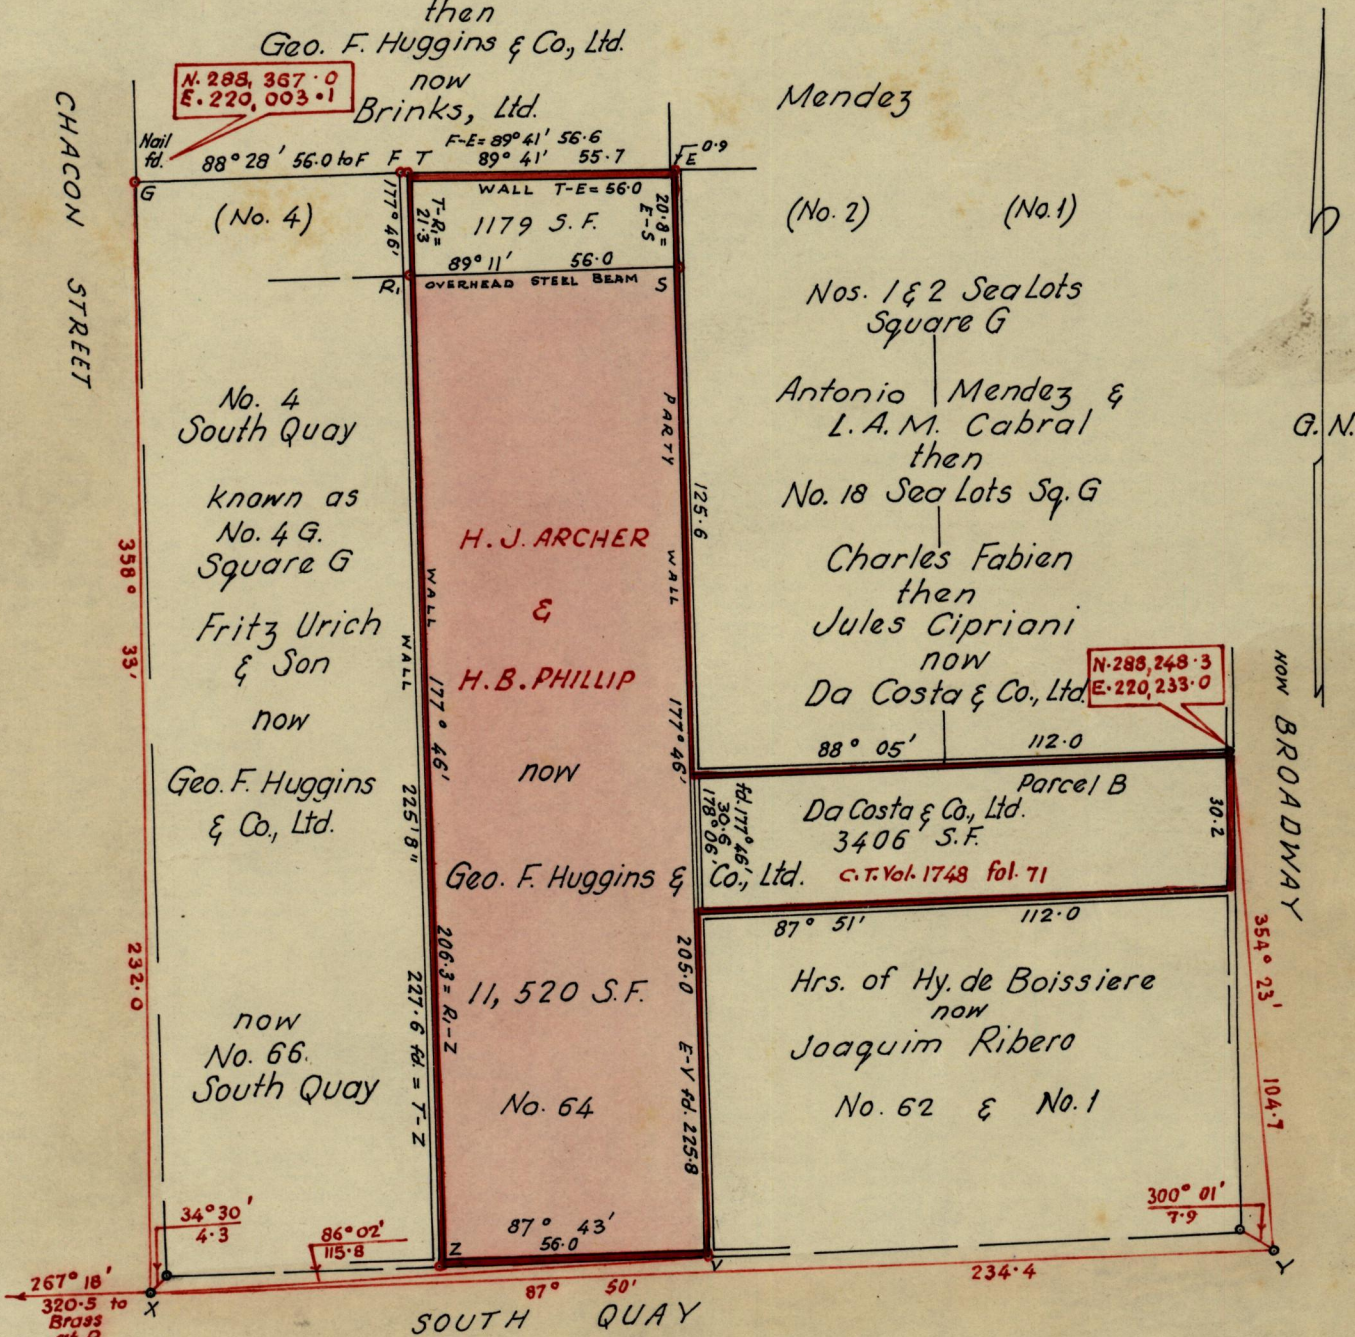 then
Geo. F. Huggins & Co., Ltd.
now
Brinks, Ltd.
N. 288, 367·0
E. 220, 003·1
Mendez
CHACON STREET
Nail
fd.
88° 28' 56.0 to F
F T
F-E= 89° 41' 56·6
89° 41' 55·7
E 0·9
G
WALL T-E= 56·0
(No. 4)
177° 46'
T-R₁=
21·3
1179 S.F.
20·8=
E-S
(No. 2) (No. 1)
89° 11' 56.0
R₁
OVERHEAD STEEL BEAM
S
Nos. 1 & 2 Sea Lots
Square G
No. 4
South Quay
Antonio Mendez &
L. A. M. Cabral
then
No. 18 Sea Lots Sq. G
G. N.
known as
No. 4 G.
Square G
PARTY WALL
125·6
H. J. ARCHER
&
H. B. PHILLIP
Charles Fabien
then
Jules Cipriani
now
Da Costa & Co., Ltd.
N. 288, 248·3
E. 220, 233·0
358° 33'
WALL
WALL
Fritz Urich
& Son
now
Geo. F. Huggins
& Co., Ltd.
177° 46'
225'8"
177° 46'
now
88° 05' 112.0
NOW BROADWAY
Parcel B
Da Costa & Co., Ltd.
3406 S.F.
C.T. Vol. 1748 fol. 71
30·2
fd. 177° 46'
30·6
178° 06'
Geo. F. Huggins & Co., Ltd.
87° 51' 112.0
232·0
206·3= R₁-Z
227·6 fd. = T-Z
205·0
E-V fd. 225·8
11, 520 S.F.
No. 64
now
No. 66.
South Quay
Hrs. of Hy. de Boissiere
now
Joaquim Ribero
No. 62 & No. 1
354° 23'
104·7
34° 30'
4·3
86° 02'
115·8
87° 43'
56.0
Z
V
300° 01'
7·9
Y
267° 18'
320·5 to
Brass
X
87° 50'
234·4
SOUTH QUAY